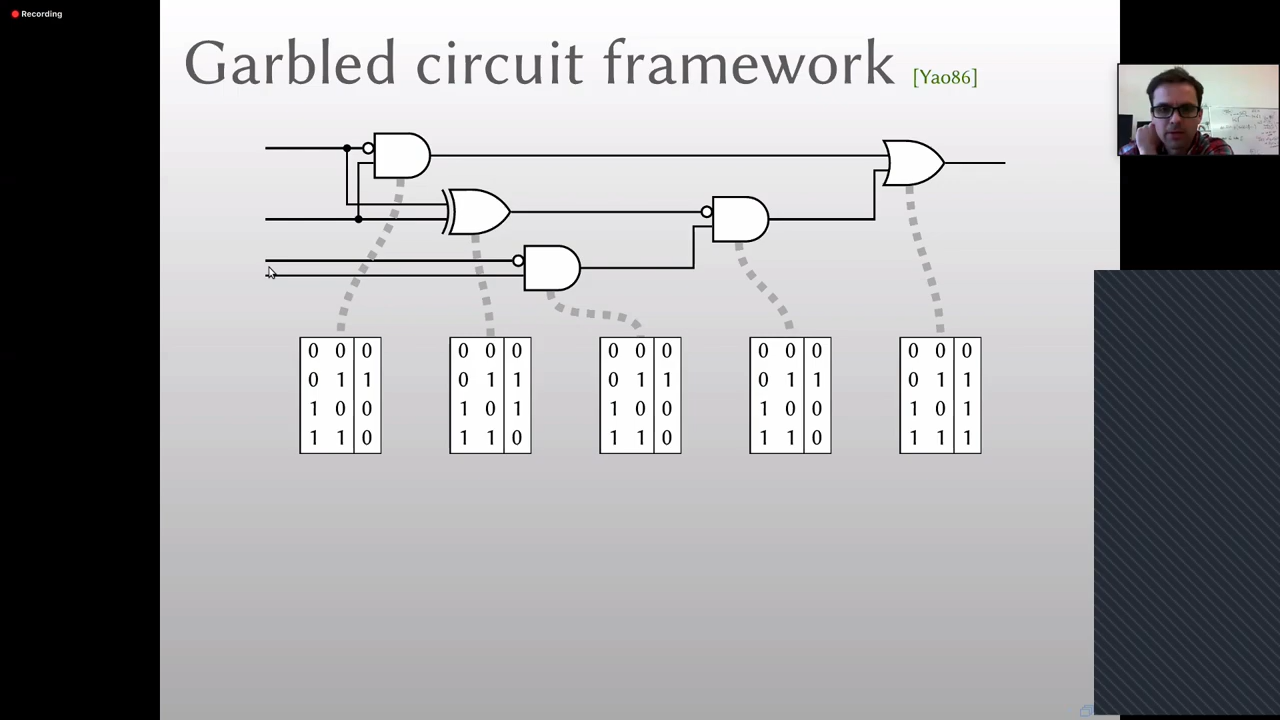 Recording
Garbled circuit framework [Yao86]
0 0 0 0 0 0 0 0 0 0 0 0 0 0 0
0 1 1 0 1 1 0 1 1 0 1 1 0 1 1
1 0 0 1 0 1 1 0 0 1 0 0 1 0 1
1 1 0 1 1 0 1 1 0 1 1 0 1 1 1